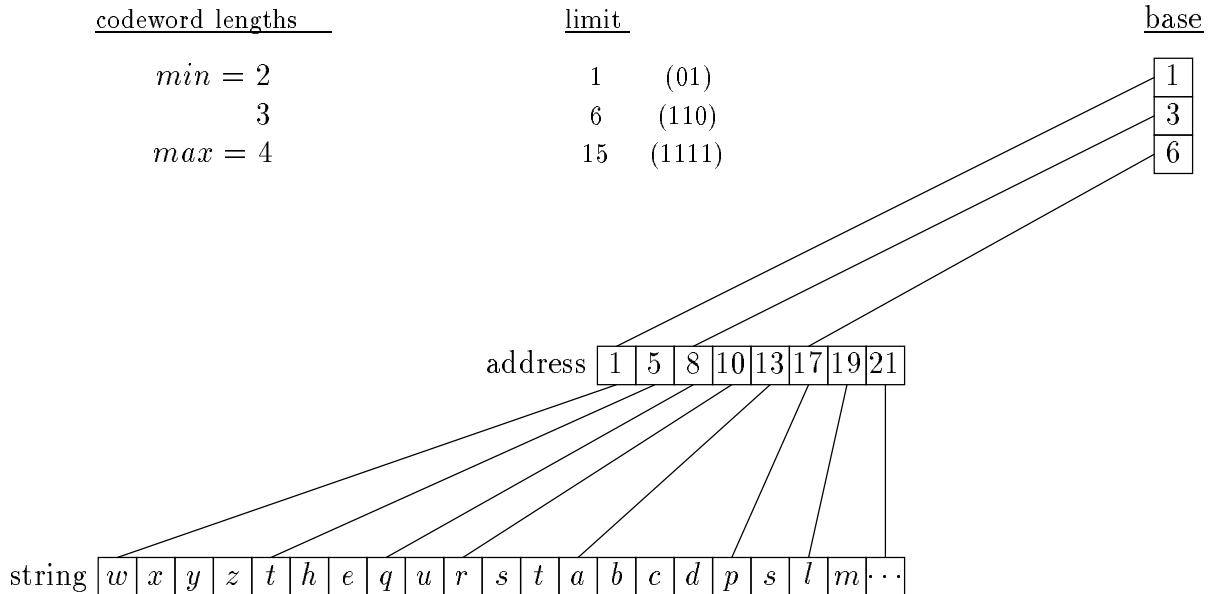 codeword lengths limit base
min = 2 1 (01) 1
3 6 (110) 3
max = 4 15 (1111) 6
address 1 5 8 10 13 17 19 21
string w x y z t h e q u r s t a b c d p s l m ···